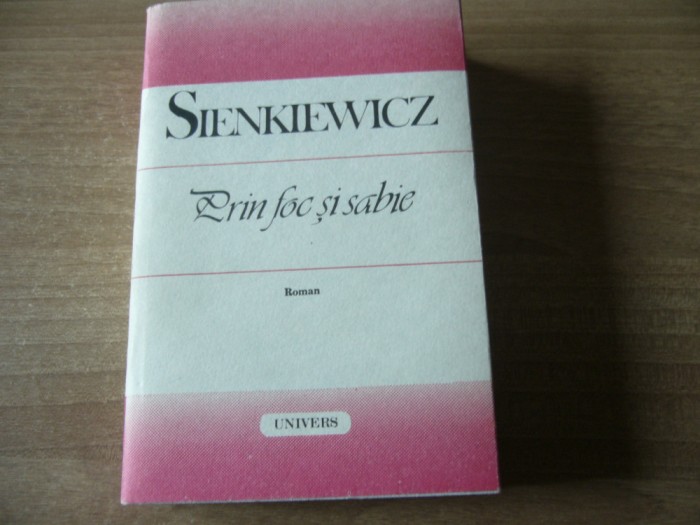 SIENKIEWICZ
Prin foc și sabie
Roman
UNIVERS